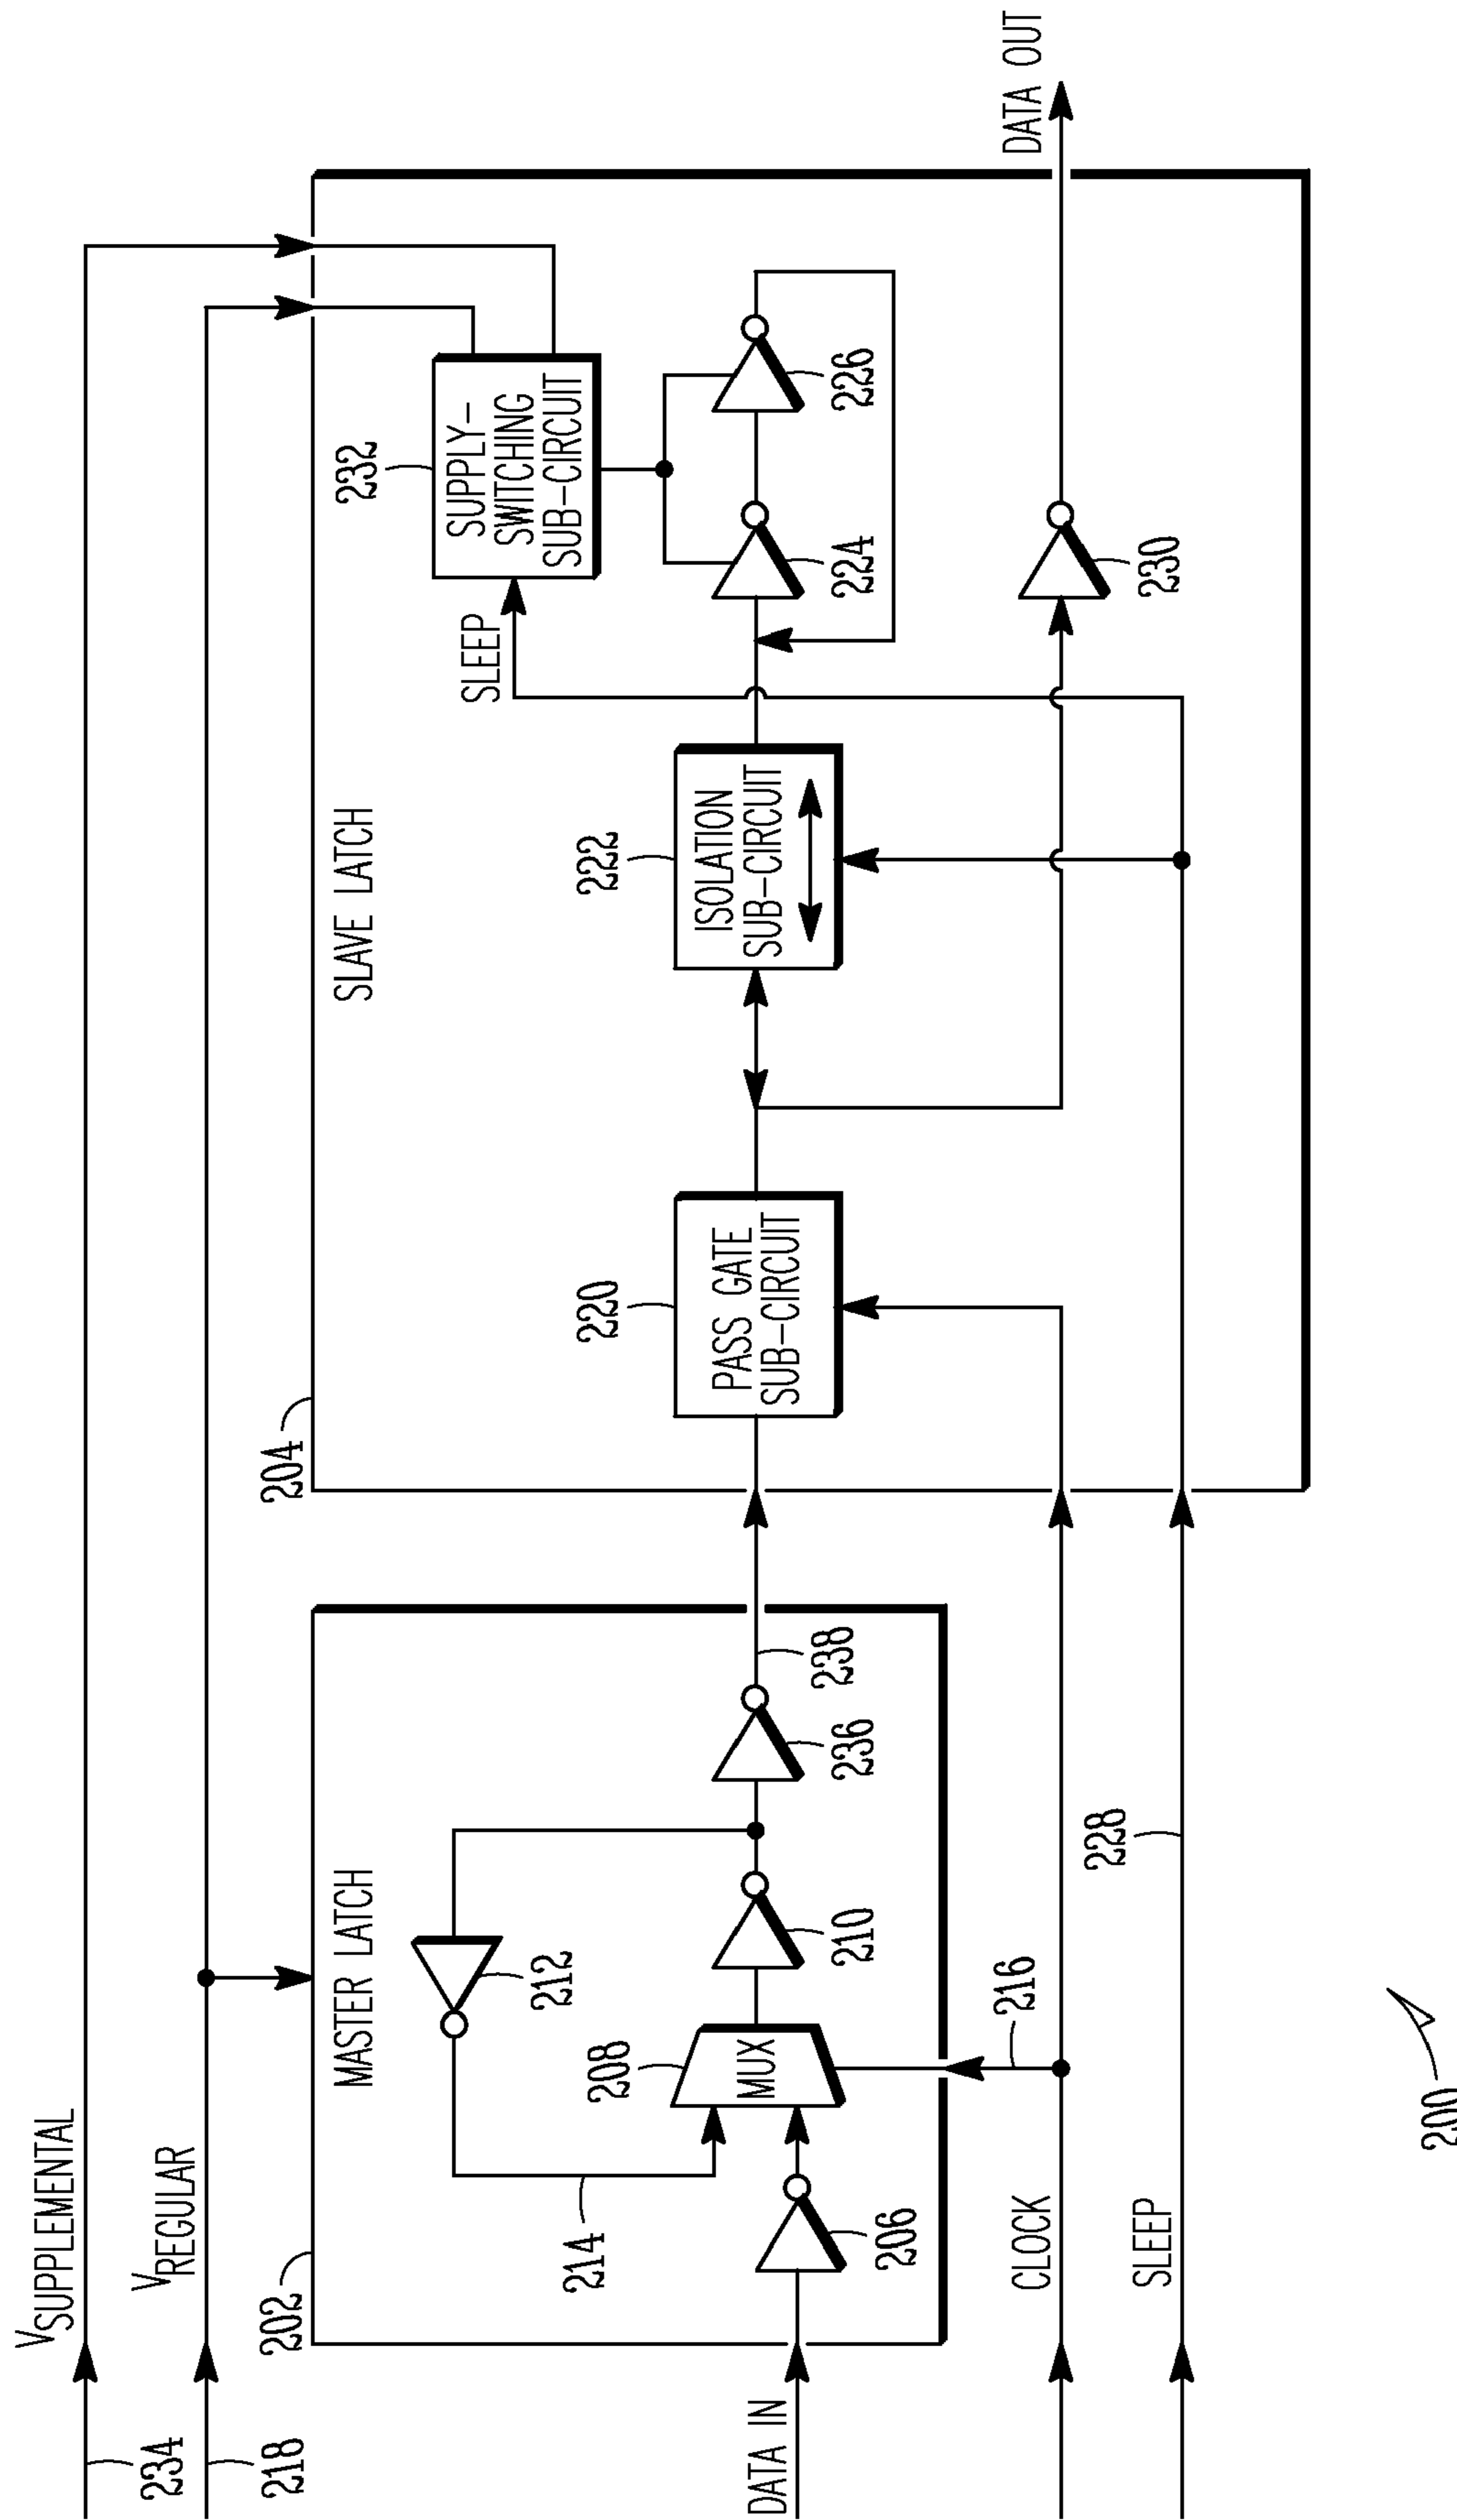 VSUPPLEMENTAL
234
VREGULAR
218
202
MASTER LATCH
212
214
208
MUX
210
236
238
206
DATA IN
216
CLOCK
228
SLEEP
204
SLAVE LATCH
220
PASS GATE
SUB-CIRCUIT
222
ISOLATION
SUB-CIRCUIT
SLEEP
232
SUPPLY-
SWITCHING
SUB-CIRCUIT
224
226
230
DATA OUT
200